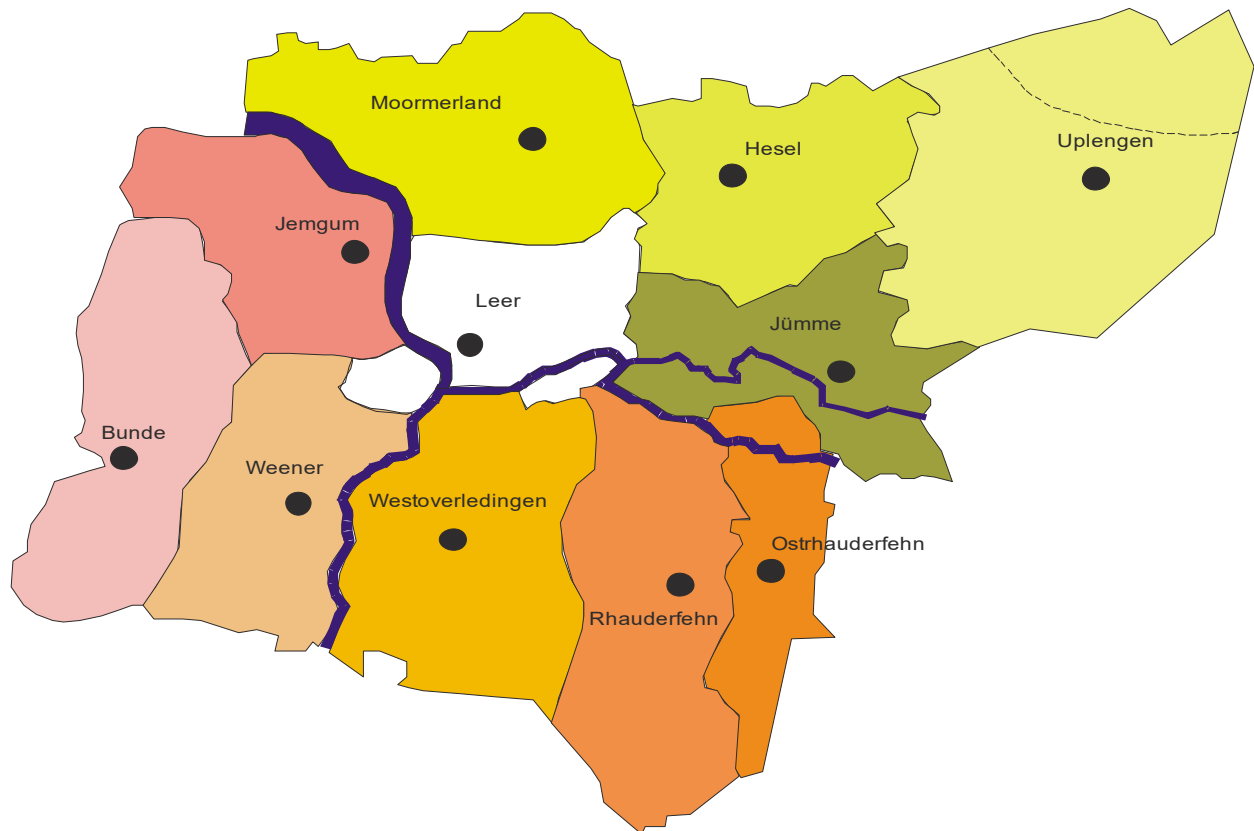 Moormerland
Hesel
Uplengen
Jemgum
Leer
Jümme
Bunde
Weener
Westoverledingen
Ostrhauderfehn
Rhauderfehn